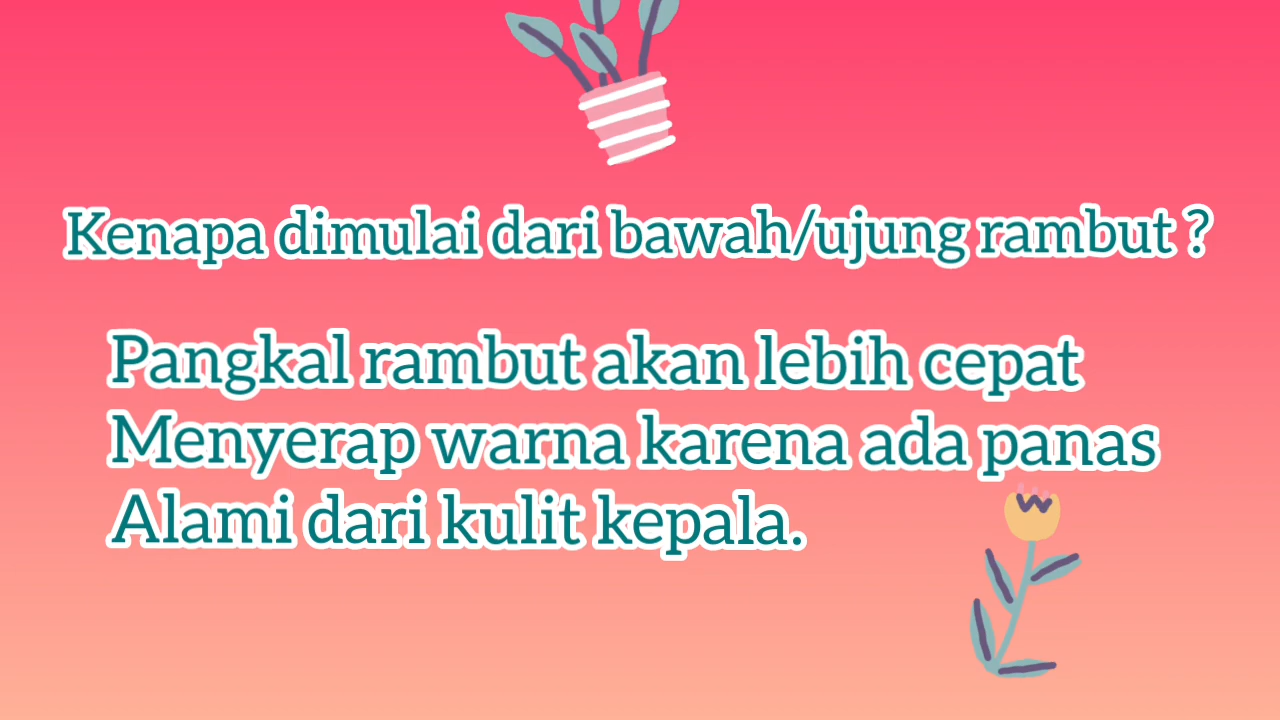 Kenapa dimulai dari bawah/ujung rambut ?
Pangkal rambut akan lebih cepat
Menyerap warna karena ada panas
Alami dari kulit kepala.